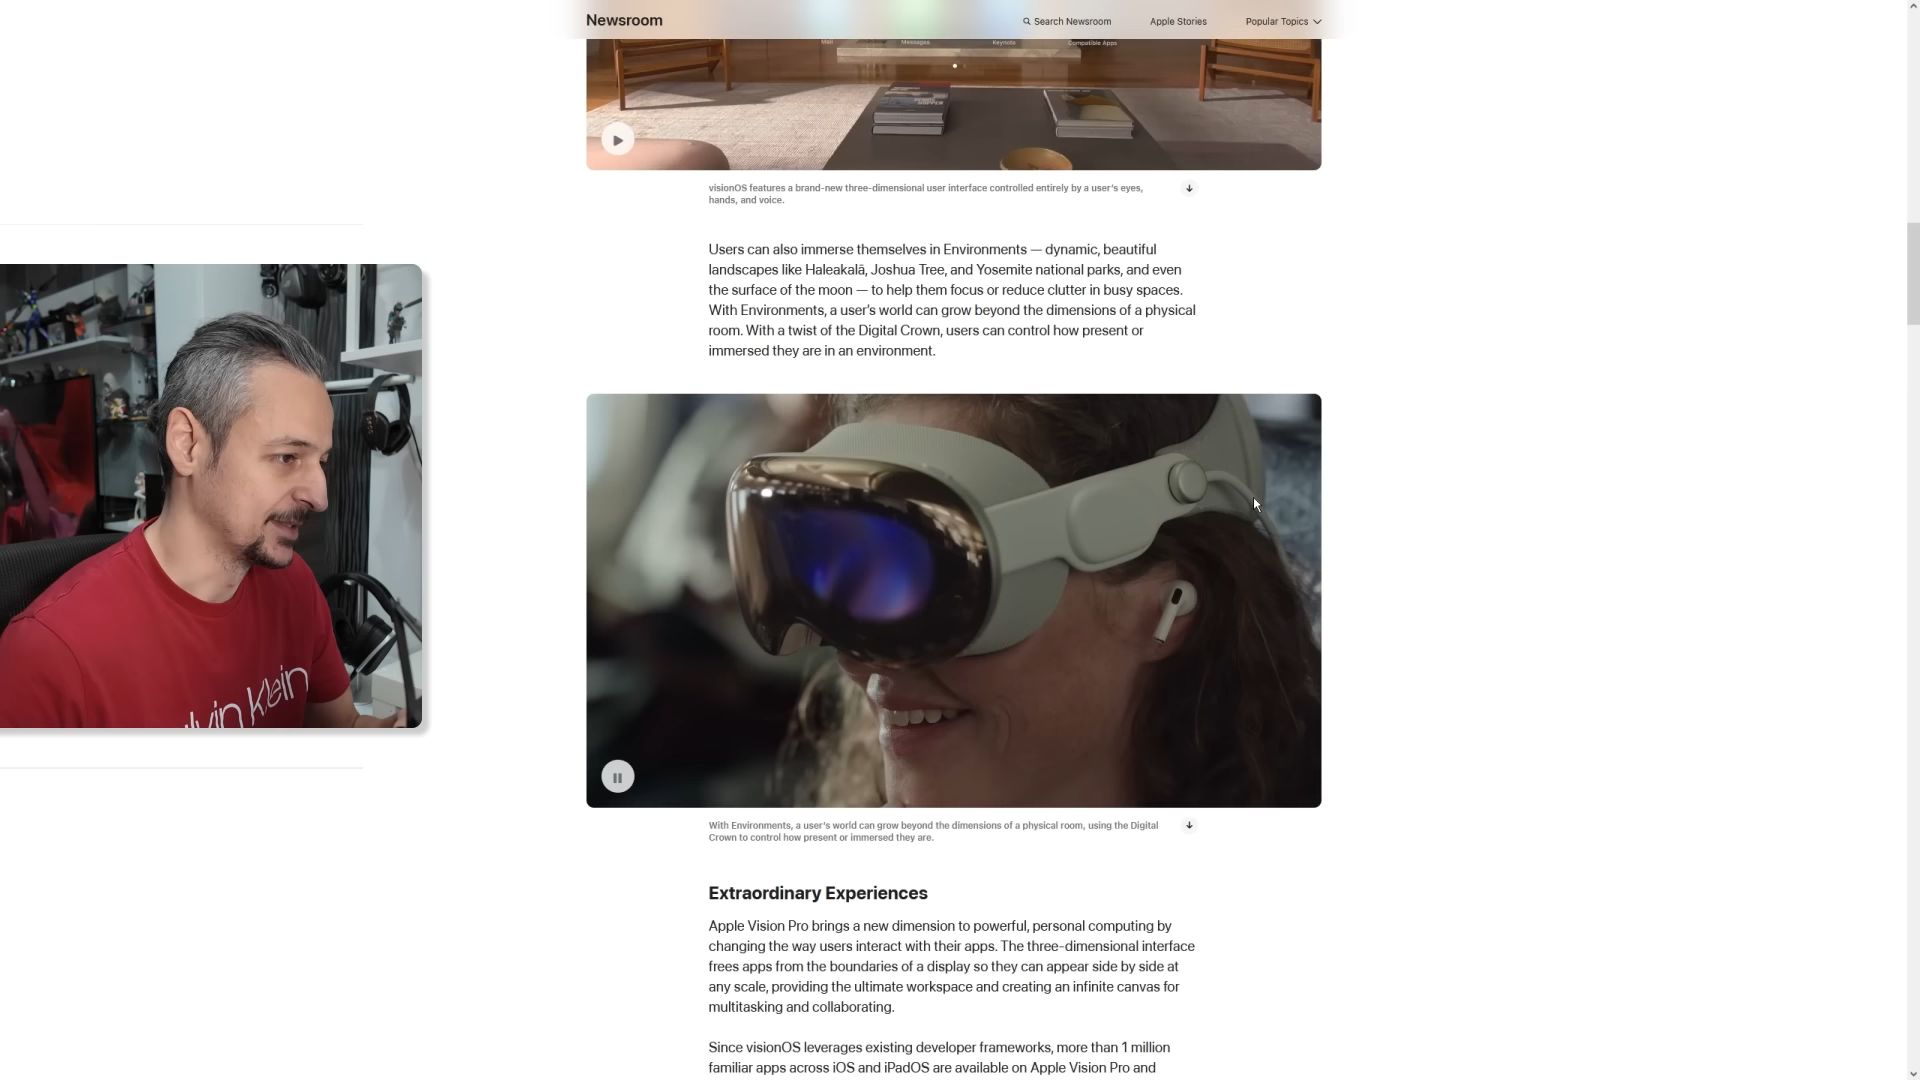 Newsroom
Search Newsroom
Apple Stories
Popular Topics
Mail
Messages
Keynote
Compatible Apps
HOPPER
visionOS features a brand-new three-dimensional user interface controlled entirely by a user's eyes,
hands, and voice.
Users can also immerse themselves in Environments — dynamic, beautiful
landscapes like Haleakalā, Joshua Tree, and Yosemite national parks, and even
the surface of the moon — to help them focus or reduce clutter in busy spaces.
With Environments, a user's world can grow beyond the dimensions of a physical
room. With a twist of the Digital Crown, users can control how present or
immersed they are in an environment.
lvin Klein
With Environments, a user's world can grow beyond the dimensions of a physical room, using the Digital
Crown to control how present or immersed they are.
Extraordinary Experiences
Apple Vision Pro brings a new dimension to powerful, personal computing by
changing the way users interact with their apps. The three-dimensional interface
frees apps from the boundaries of a display so they can appear side by side at
any scale, providing the ultimate workspace and creating an infinite canvas for
multitasking and collaborating.
Since visionOS leverages existing developer frameworks, more than 1 million
familiar apps across iOS and iPadOS are available on Apple Vision Pro and